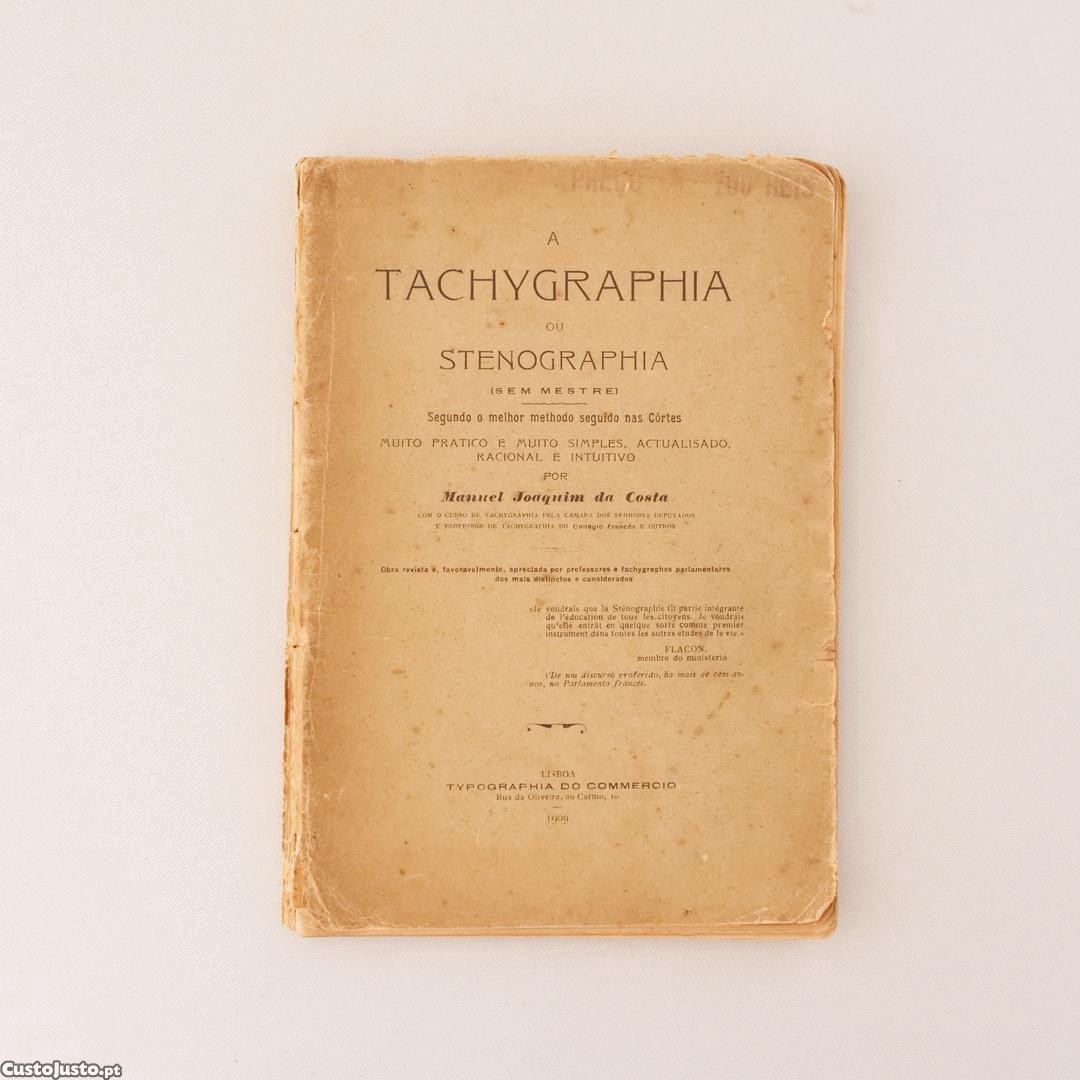 PREÇO 200 REIS
A
TACHYGRAPHIA
OU
STENOGRAPHIA
(SEM MESTRE)
Segundo o melhor methodo seguido nas Côrtes
MUITO PRATICO E MUITO SIMPLES, ACTUALISADO,
RACIONAL E INTUITIVO
POR
Manuel Joaquim da Costa
COM O CURSO DE TACHYGRAPHIA PELA CAMARA DOS SENHORES DEPUTADOS
E PROFESSOR DE TACHYGRAPHIA DO Collegio Francês E OUTROS
Obra revista e, favoravelmente, apreciada por professores e tachygraphos parlamentares
dos mais distinctos e considerados
«Je voudrais que la Sténographie fît partie intégrante
de l'éducation de tous les citoyens. Je voudrais
qu'elle entrât en quelque sorte comme premier
instrument dans toutes les autres études de la vie.»
FLACON,
membro do ministerio
(De um discurso proferido, ha mais de cem an-
nos, no Parlamento francês.
LISBOA
TYPOGRAPHIA DO COMMERCIO
Rua da Oliveira, ao Carmo, 10
1909
CustoJusto.pt